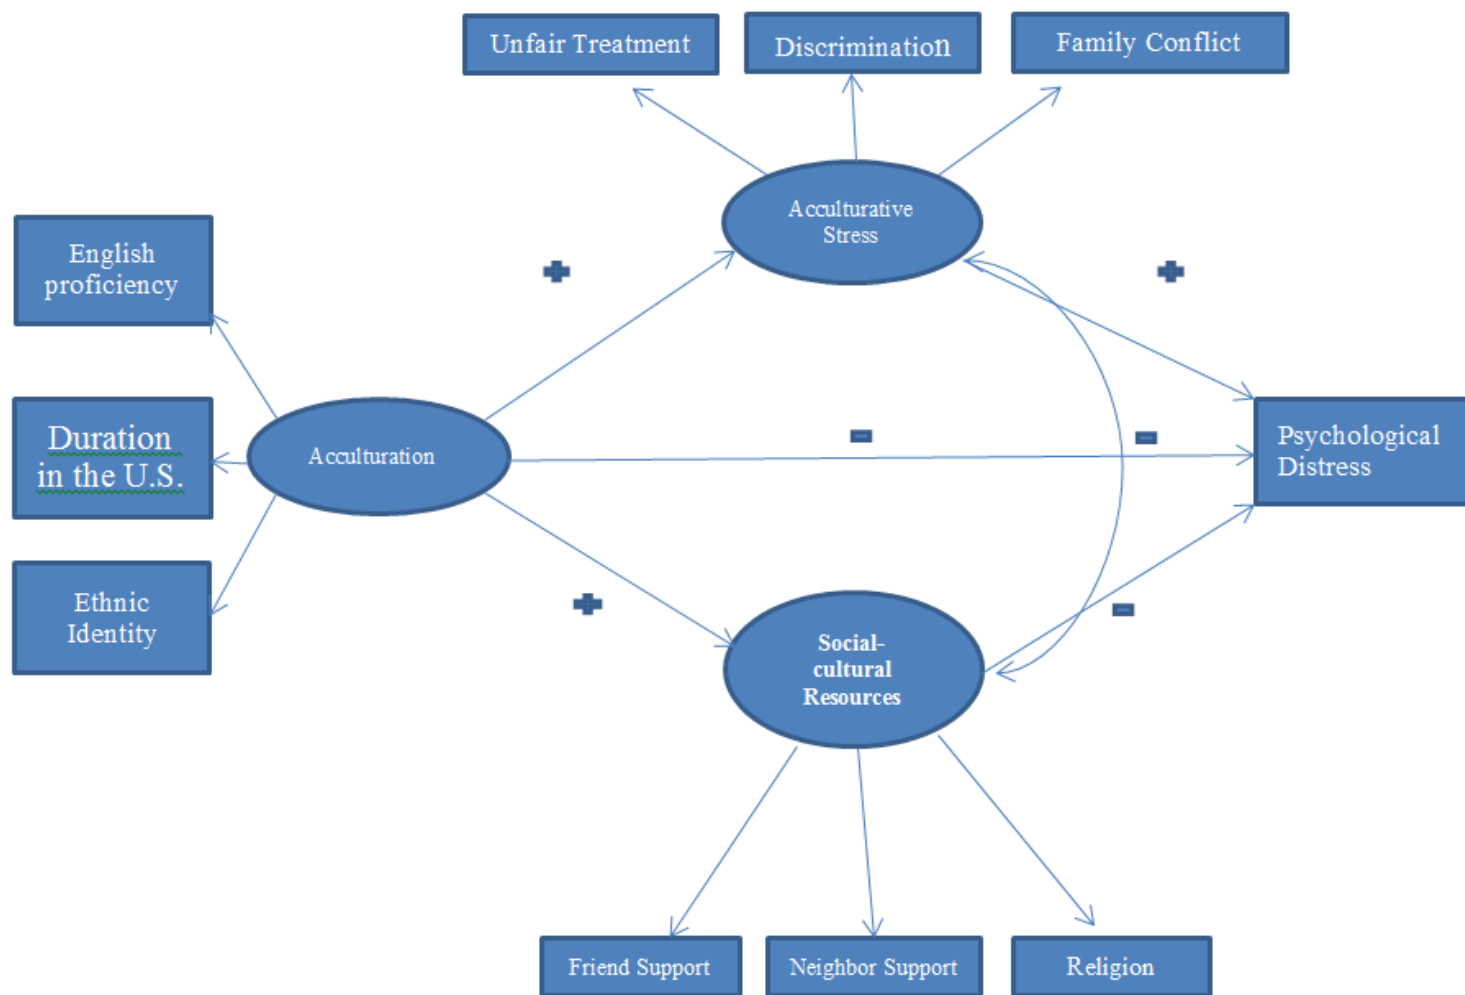 Unfair Treatment
Discrimination
Family Conflict
Acculturative
Stress
English
proficiency
Duration
in the U.S.
Acculturation
Psychological
Distress
Ethnic
Identity
Social-
cultural
Resources
Friend Support
Neighbor Support
Religion